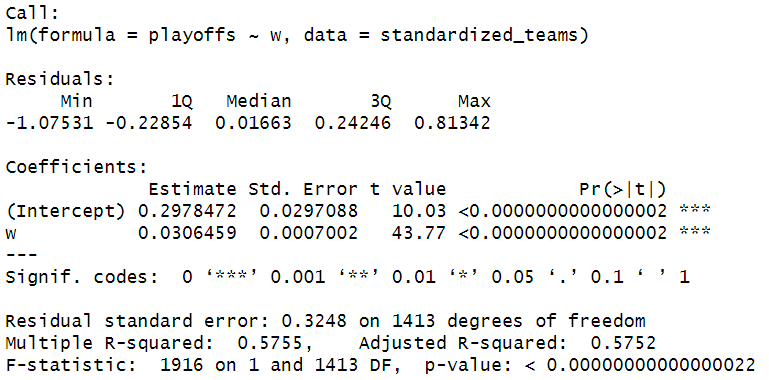 Call:
lm(formula = playoffs ~ w, data = standardized_teams)
Residuals:
     Min       1Q   Median       3Q      Max
-1.07531 -0.22854  0.01663  0.24246  0.81342
Coefficients:
             Estimate Std. Error t value            Pr(>|t|)
(Intercept) 0.2978472  0.0297088   10.03 <0.0000000000000002 ***
w           0.0306459  0.0007002   43.77 <0.0000000000000002 ***
---
Signif. codes:  0 ‘***’ 0.001 ‘**’ 0.01 ‘*’ 0.05 ‘.’ 0.1 ‘ ’ 1
Residual standard error: 0.3248 on 1413 degrees of freedom
Multiple R-squared:  0.5755,    Adjusted R-squared:  0.5752
F-statistic:  1916 on 1 and 1413 DF,  p-value: < 0.00000000000000022